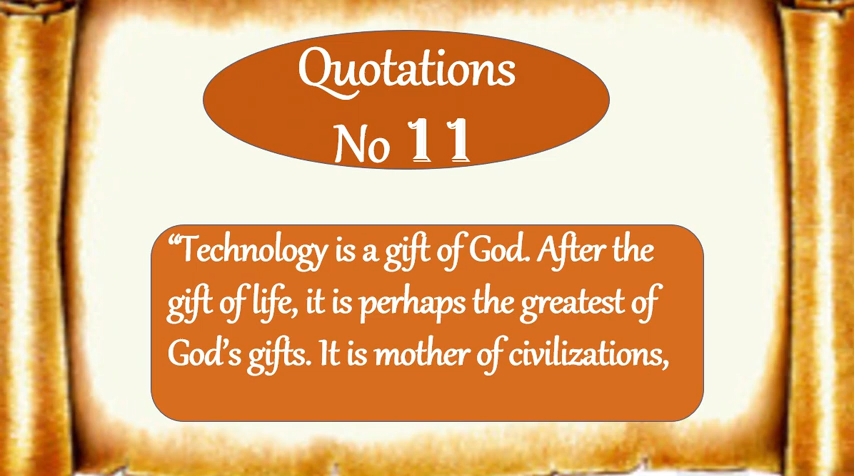 Quotations
No 11
“Technology is a gift of God. After the
gift of life, it is perhaps the greatest of
God’s gifts. It is mother of civilizations,